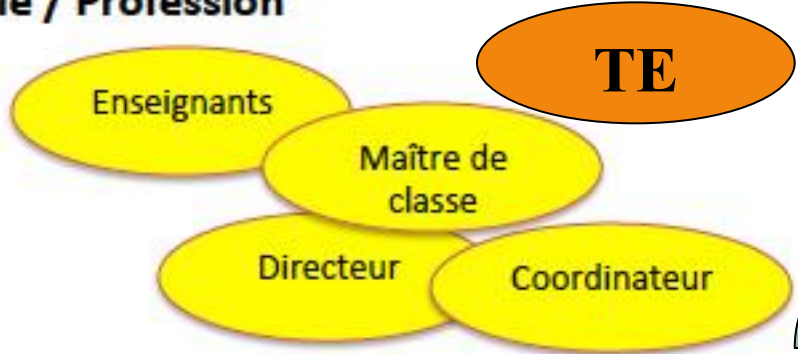 / Profession
TE
Enseignants
Maître de
classe
Directeur
Coordinateur